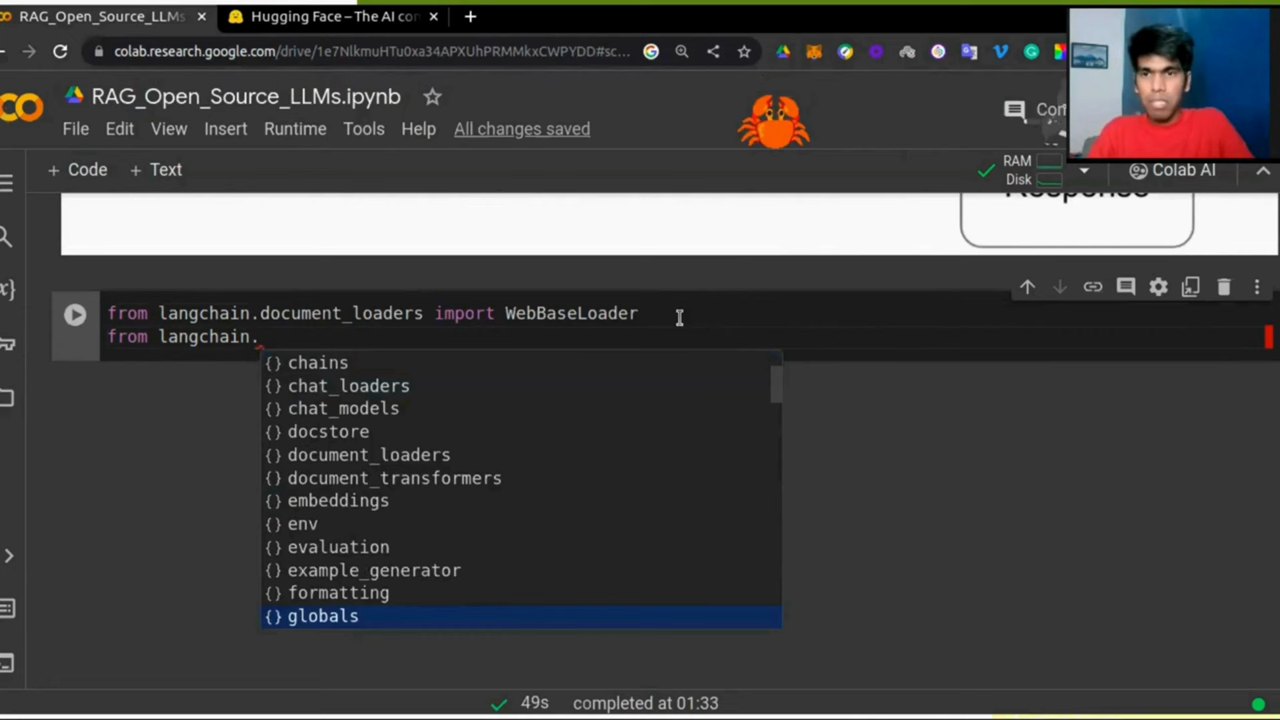 RAG_Open_Source_LLMs
Hugging Face – The AI con
colab.research.google.com/drive/1e7NlkmuHTu0xa34APXUhPRMMkxCWPYDD#sc...
RAG_Open_Source_LLMs.ipynb
File Edit View Insert Runtime Tools Help All changes saved
+ Code + Text
RAM
Disk
Colab AI
Response
from langchain.document_loaders import WebBaseLoader
from langchain.
{} chains
{} chat_loaders
{} chat_models
{} docstore
{} document_loaders
{} document_transformers
{} embeddings
{} env
{} evaluation
{} example_generator
{} formatting
{} globals
49s completed at 01:33